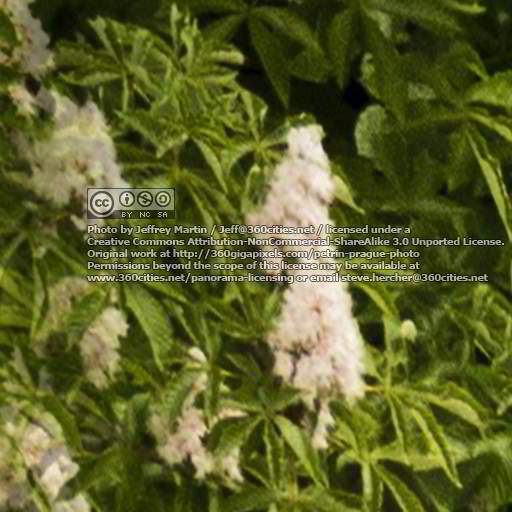 cc
BY NC SA
Photo by Jeffrey Martin / Jeff@360cities.net / licensed under a
Creative Commons Attribution-NonCommercial-ShareAlike 3.0 Unported License.
Original work at http://360gigapixels.com/petrin-prague-photo
Permissions beyond the scope of this license may be available at
www.360cities.net/panorama-licensing or email steve.hercher@360cities.net